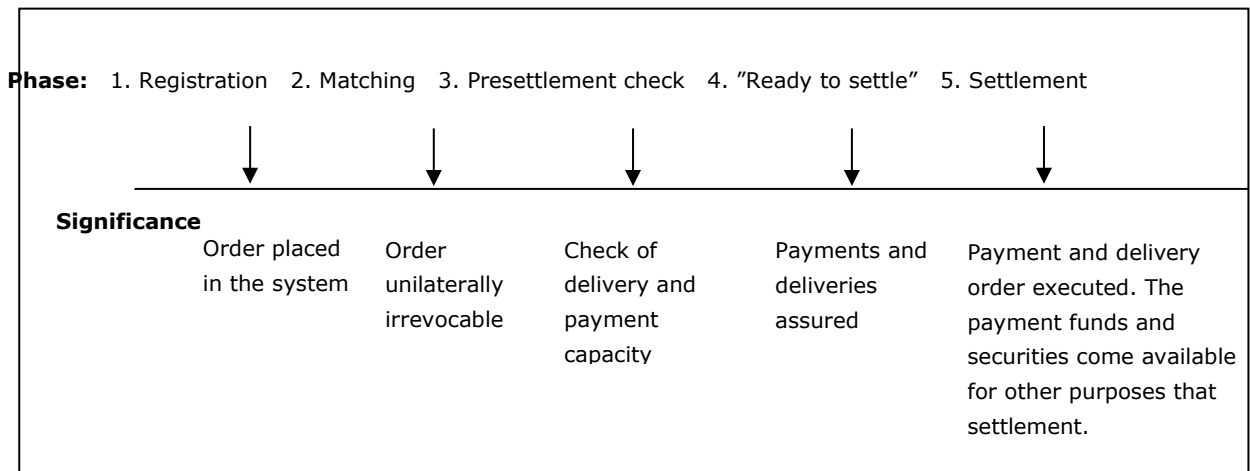 Phase: 1. Registration 2. Matching 3. Presettlement check 4. ”Ready to settle” 5. Settlement
Significance
Order placed
in the system
Order
unilaterally
irrevocable
Check of
delivery and
payment
capacity
Payments and
deliveries
assured
Payment and delivery
order executed. The
payment funds and
securities come available
for other purposes that
settlement.